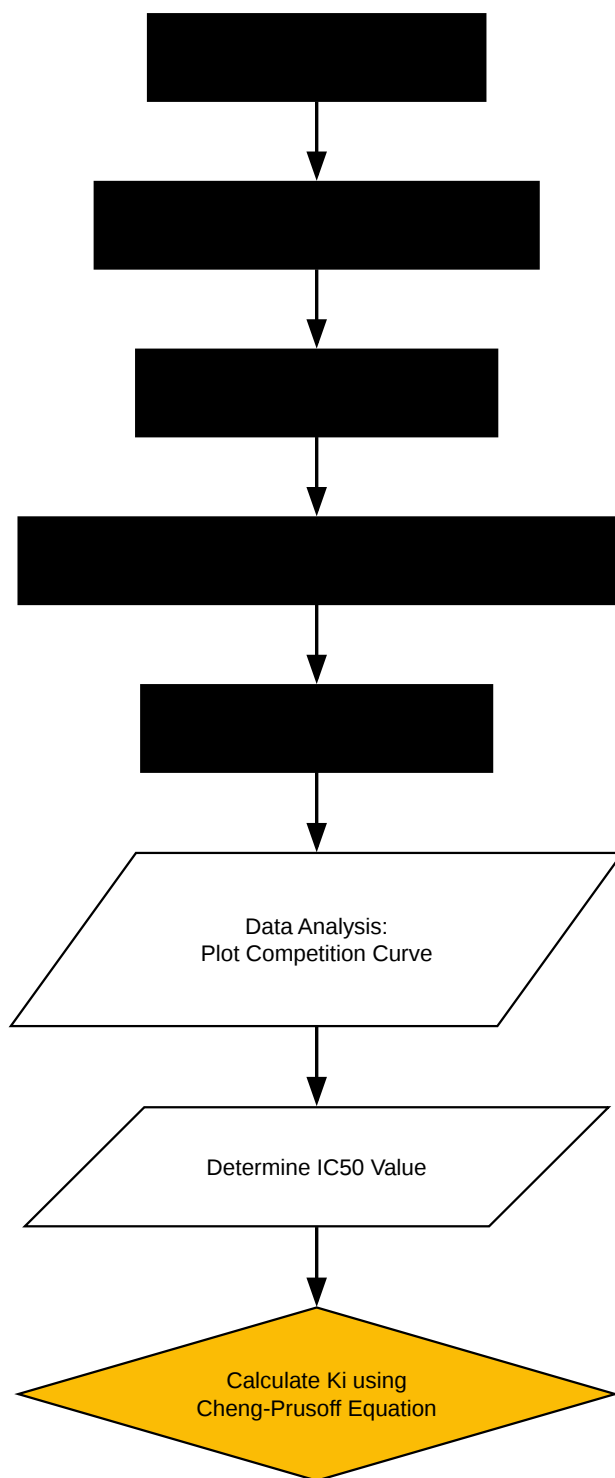 Data Analysis:
Plot Competition Curve
Determine IC50 Value
Calculate Ki using
Cheng-Prusoff Equation